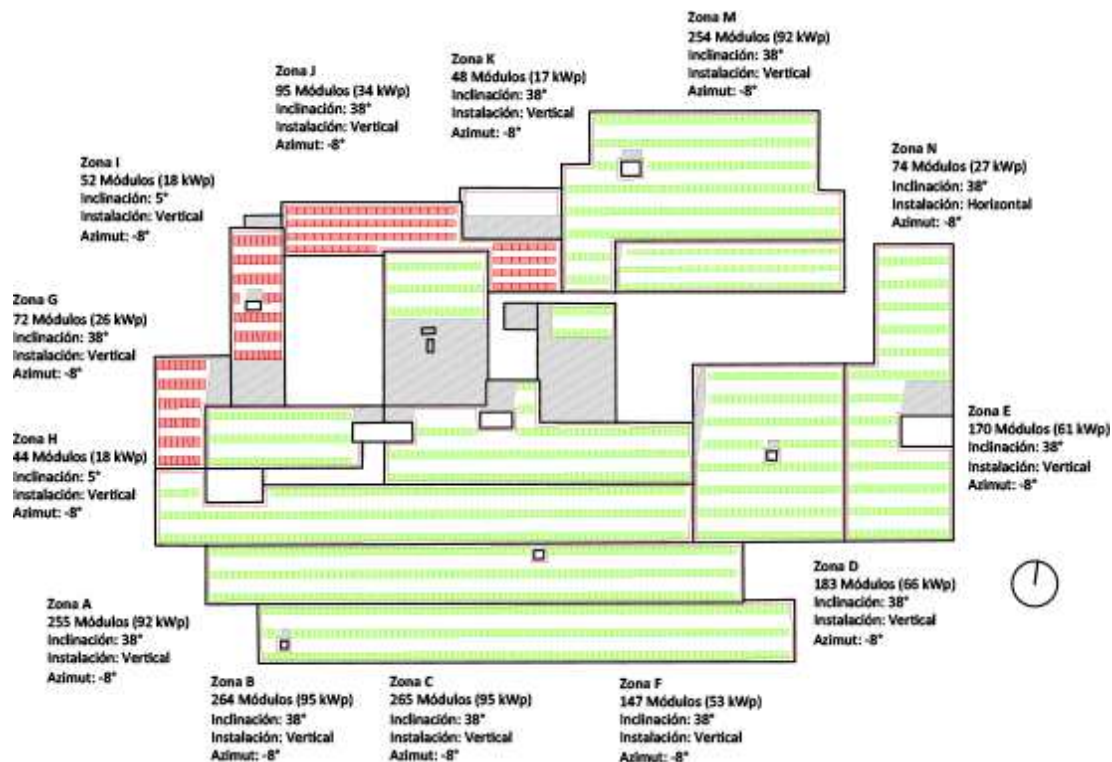 Zona M
254 Módulos (92 kWp)
Inclinación: 38°
Instalación: Vertical
Azimut: -8°
Zona K
48 Módulos (17 kWp)
Inclinación: 38°
Instalación: Vertical
Azimut: -8°
Zona J
95 Módulos (34 kWp)
Inclinación: 38°
Instalación: Vertical
Azimut: -8°
Zona N
74 Módulos (27 kWp)
Inclinación: 38°
Instalación: Horizontal
Azimut: -8°
Zona I
52 Módulos (18 kWp)
Inclinación: 5°
Instalación: Vertical
Azimut: -8°
Zona G
72 Módulos (26 kWp)
Inclinación: 38°
Instalación: Vertical
Azimut: -8°
Zona E
170 Módulos (61 kWp)
Inclinación: 38°
Instalación: Vertical
Azimut: -8°
Zona H
44 Módulos (18 kWp)
Inclinación: 5°
Instalación: Vertical
Azimut: -8°
Zona D
183 Módulos (66 kWp)
Inclinación: 38°
Instalación: Vertical
Azimut: -8°
Zona A
255 Módulos (92 kWp)
Inclinación: 38°
Instalación: Vertical
Azimut: -8°
Zona B
264 Módulos (95 kWp)
Inclinación: 38°
Instalación: Vertical
Azimut: -8°
Zona C
265 Módulos (95 kWp)
Inclinación: 38°
Instalación: Vertical
Azimut: -8°
Zona F
147 Módulos (53 kWp)
Inclinación: 38°
Instalación: Vertical
Azimut: -8°